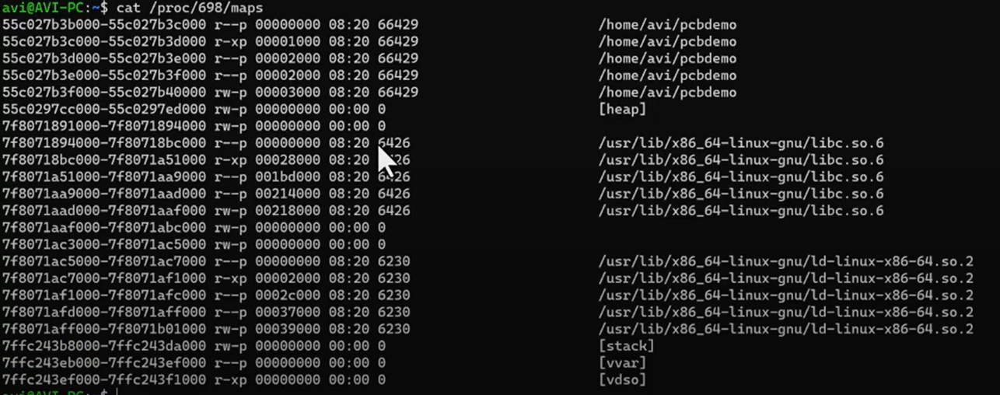 avi@AVI-PC:~$ cat /proc/698/maps
55c027b3b000-55c027b3c000 r--p 00000000 08:20 66429 /home/avi/pcbdemo
55c027b3c000-55c027b3d000 r-xp 00001000 08:20 66429 /home/avi/pcbdemo
55c027b3d000-55c027b3e000 r--p 00002000 08:20 66429 /home/avi/pcbdemo
55c027b3e000-55c027b3f000 r--p 00002000 08:20 66429 /home/avi/pcbdemo
55c027b3f000-55c027b40000 rw-p 00003000 08:20 66429 /home/avi/pcbdemo
55c0297cc000-55c0297ed000 rw-p 00000000 00:00 0 [heap]
7f8071891000-7f8071894000 rw-p 00000000 00:00 0
7f8071894000-7f80718bc000 r--p 00000000 08:20 6426 /usr/lib/x86_64-linux-gnu/libc.so.6
7f80718bc000-7f8071a51000 r-xp 00028000 08:20 /usr/lib/x86_64-linux-gnu/libc.so.6
7f8071a51000-7f8071aa9000 r--p 001bd000 08:20 6426 /usr/lib/x86_64-linux-gnu/libc.so.6
7f8071aa9000-7f8071aad000 r--p 00214000 08:20 6426 /usr/lib/x86_64-linux-gnu/libc.so.6
7f8071aad000-7f8071aaf000 rw-p 00218000 08:20 6426 /usr/lib/x86_64-linux-gnu/libc.so.6
7f8071aaf000-7f8071abc000 rw-p 00000000 00:00 0
7f8071ac3000-7f8071ac5000 rw-p 00000000 00:00 0
7f8071ac5000-7f8071ac7000 r--p 00000000 08:20 6230 /usr/lib/x86_64-linux-gnu/ld-linux-x86-64.so.2
7f8071ac7000-7f8071af1000 r-xp 00002000 08:20 6230 /usr/lib/x86_64-linux-gnu/ld-linux-x86-64.so.2
7f8071af1000-7f8071afc000 r--p 0002c000 08:20 6230 /usr/lib/x86_64-linux-gnu/ld-linux-x86-64.so.2
7f8071afd000-7f8071aff000 r--p 00037000 08:20 6230 /usr/lib/x86_64-linux-gnu/ld-linux-x86-64.so.2
7f8071aff000-7f8071b01000 rw-p 00039000 08:20 6230 /usr/lib/x86_64-linux-gnu/ld-linux-x86-64.so.2
7ffc243b8000-7ffc243da000 rw-p 00000000 00:00 0 [stack]
7ffc243eb000-7ffc243ef000 r--p 00000000 00:00 0 [vvar]
7ffc243ef000-7ffc243f1000 r-xp 00000000 00:00 0 [vdso]
avi@AVI-PC:~$